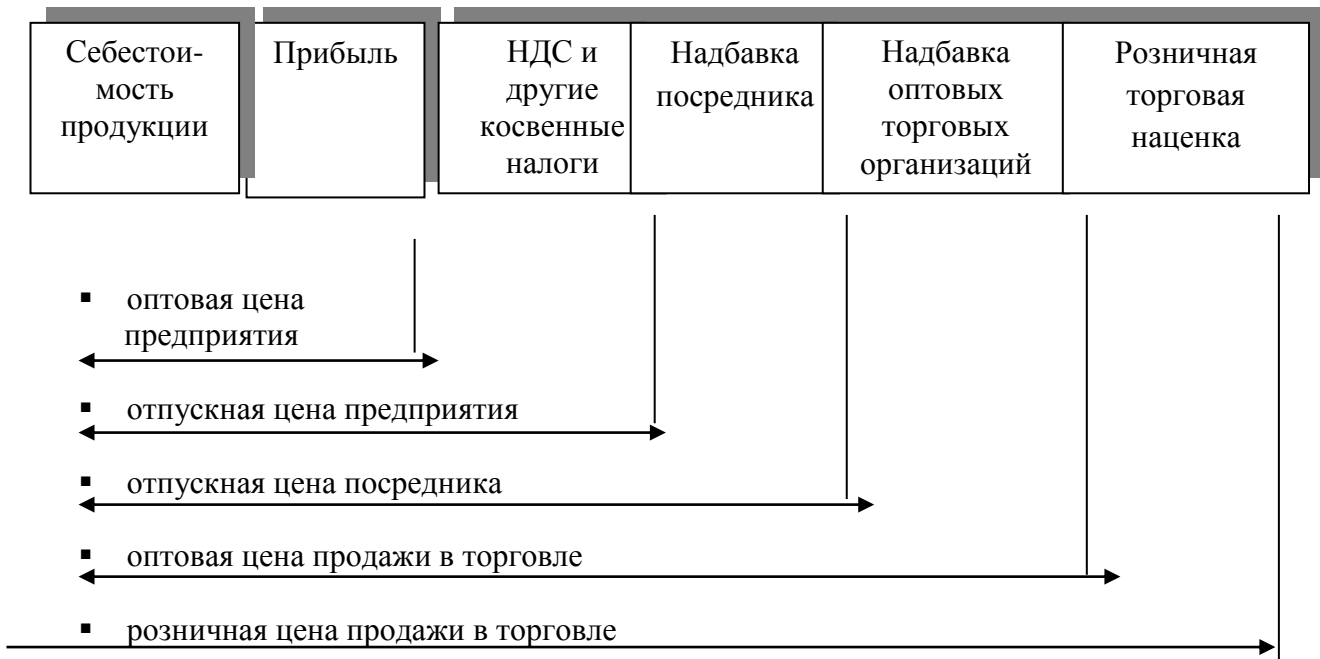 Себестои-
мость
продукции
Прибыль
НДС и
другие
косвенные
налоги
Надбавка
посредника
Надбавка
оптовых
торговых
организаций
Розничная
торговая
наценка
▪ оптовая цена
предприятия
▪ отпускная цена предприятия
▪ отпускная цена посредника
▪ оптовая цена продажи в торговле
▪ розничная цена продажи в торговле